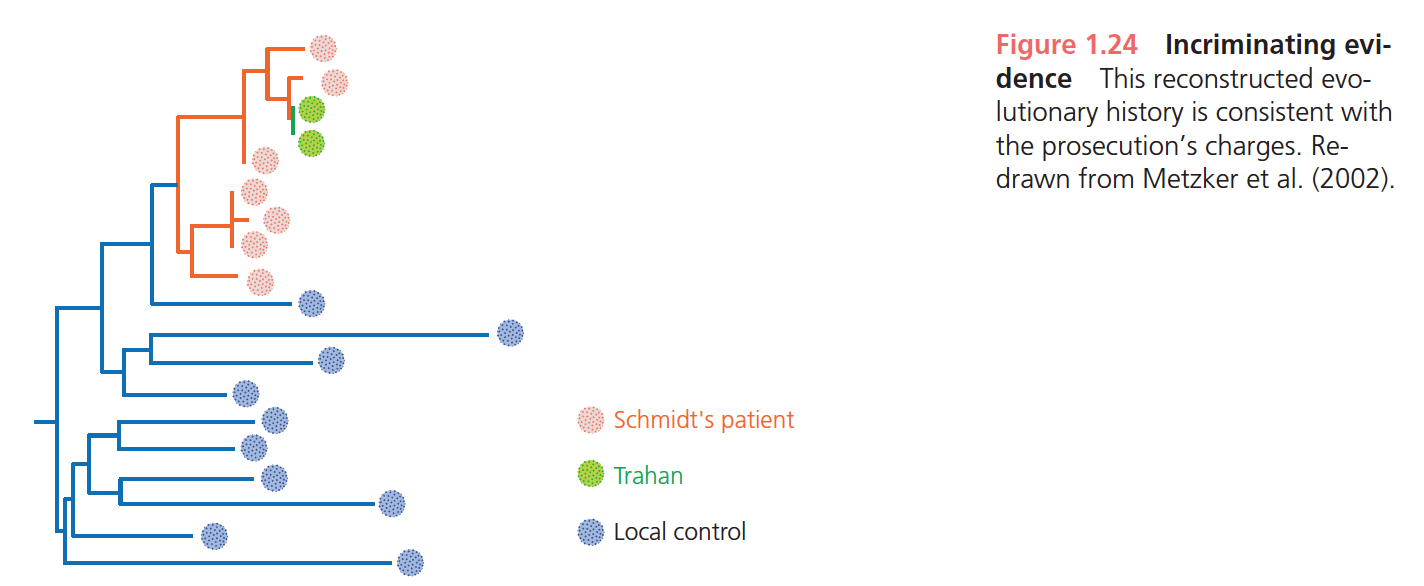 Figure 1.24 Incriminating evi-
dence This reconstructed evo-
lutionary history is consistent with
the prosecution’s charges. Re-
drawn from Metzker et al. (2002).
Schmidt's patient
Trahan
Local control